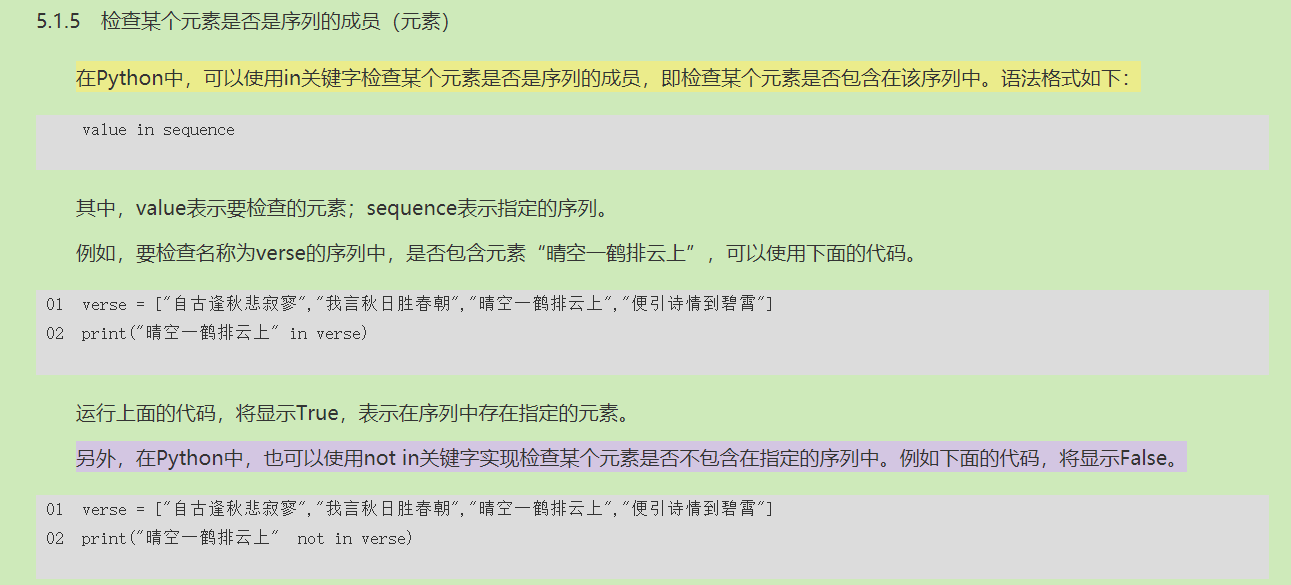 5.1.5 检查某个元素是否是序列的成员（元素）
在Python中，可以使用in关键字检查某个元素是否是序列的成员，即检查某个元素是否包含在该序列中。语法格式如下：
value in sequence
其中，value表示要检查的元素；sequence表示指定的序列。
例如，要检查名称为verse的序列中，是否包含元素“晴空一鹤排云上”，可以使用下面的代码。
01 verse = ["自古逢秋悲寂寥","我言秋日胜春朝","晴空一鹤排云上","便引诗情到碧霄"]
02 print("晴空一鹤排云上" in verse)
运行上面的代码，将显示True，表示在序列中存在指定的元素。
另外，在Python中，也可以使用not in关键字实现检查某个元素是否不包含在指定的序列中。例如下面的代码，将显示False。
01 verse = ["自古逢秋悲寂寥","我言秋日胜春朝","晴空一鹤排云上","便引诗情到碧霄"]
02 print("晴空一鹤排云上" not in verse)